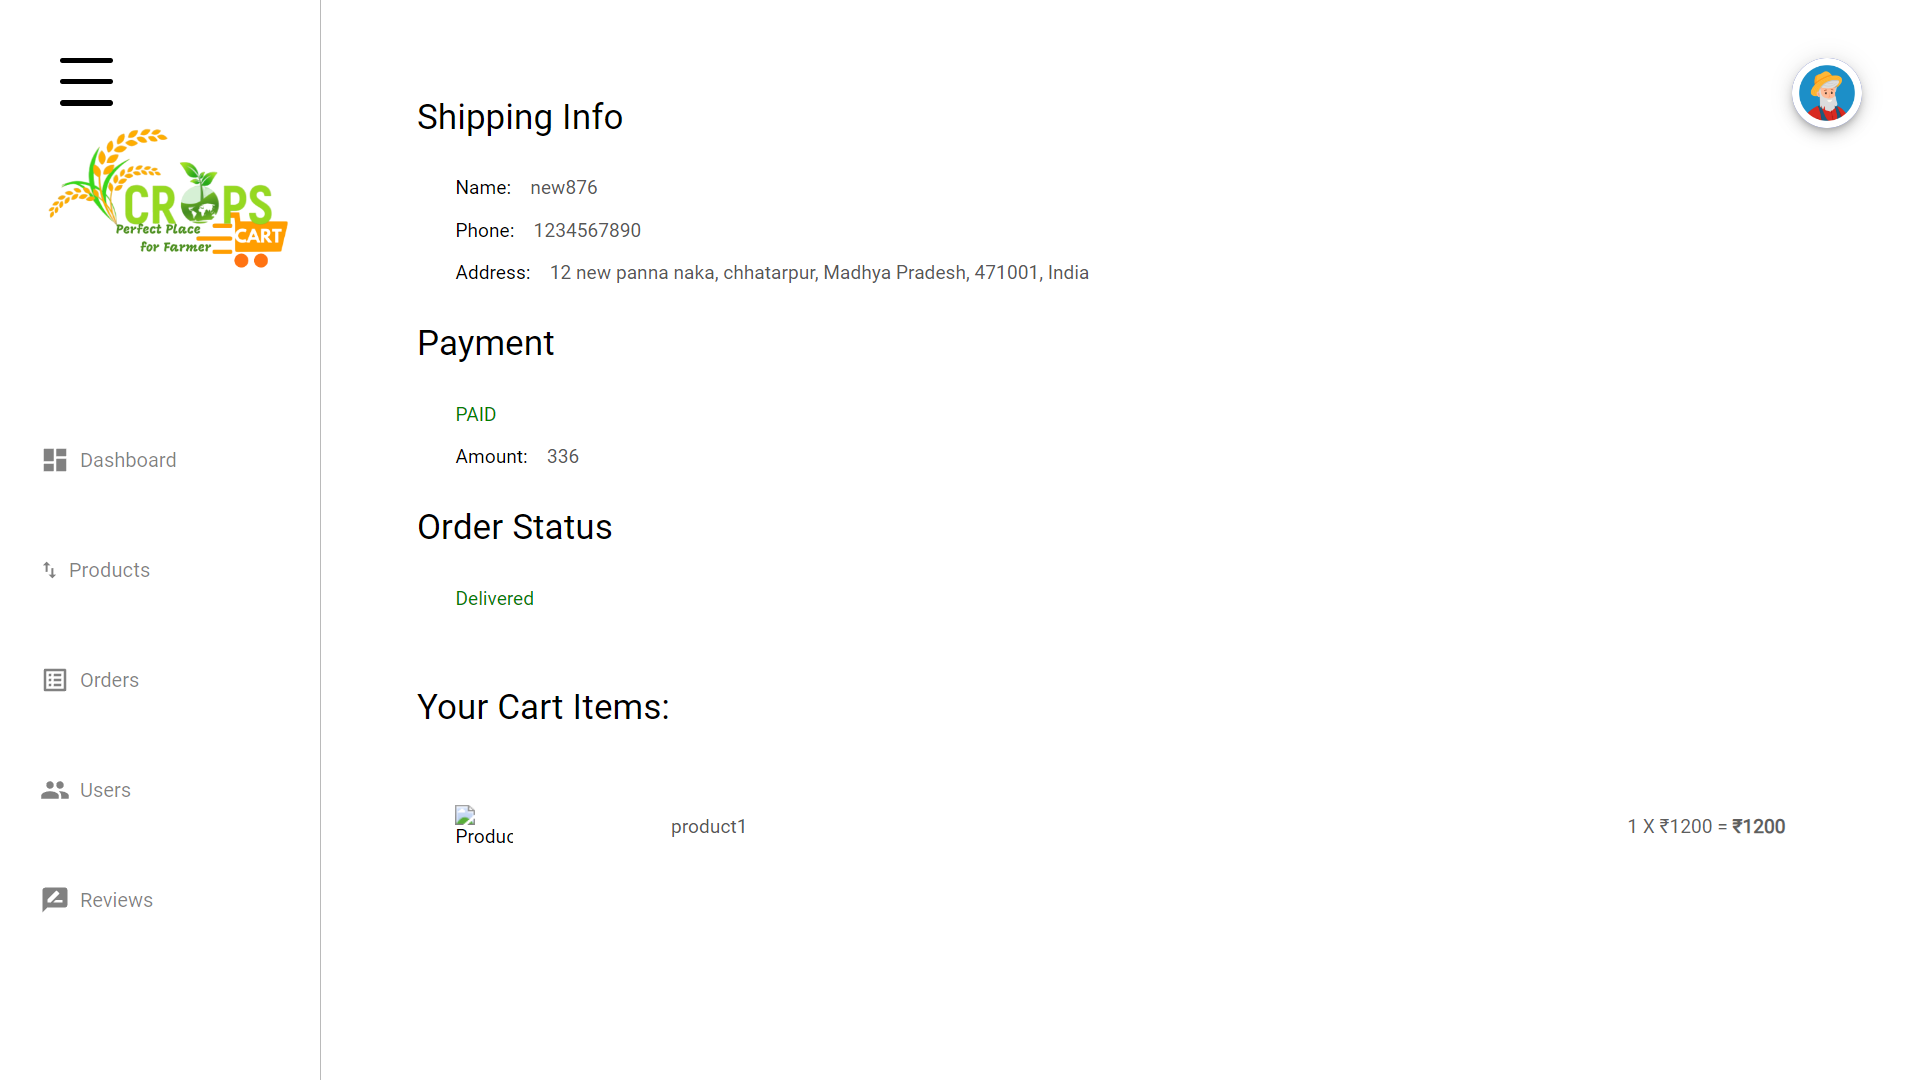 CROPS
Perfect Place
for Farmer
CART
Dashboard
Products
Orders
Users
Reviews
Shipping Info
Name: new876
Phone: 1234567890
Address: 12 new panna naka, chhatarpur, Madhya Pradesh, 471001, India
Payment
PAID
Amount: 336
Order Status
Delivered
Your Cart Items:
Produc
product1
1 X ₹1200 = ₹1200